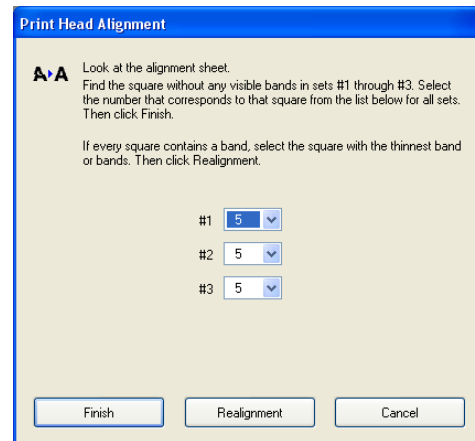 Print Head Alignment
A A
Look at the alignment sheet.
Find the square without any visible bands in sets #1 through #3. Select
the number that corresponds to that square from the list below for all sets.
Then click Finish.
If every square contains a band, select the square with the thinnest band
or bands. Then click Realignment.
#1 5
#2 5
#3 5
Finish Realignment Cancel